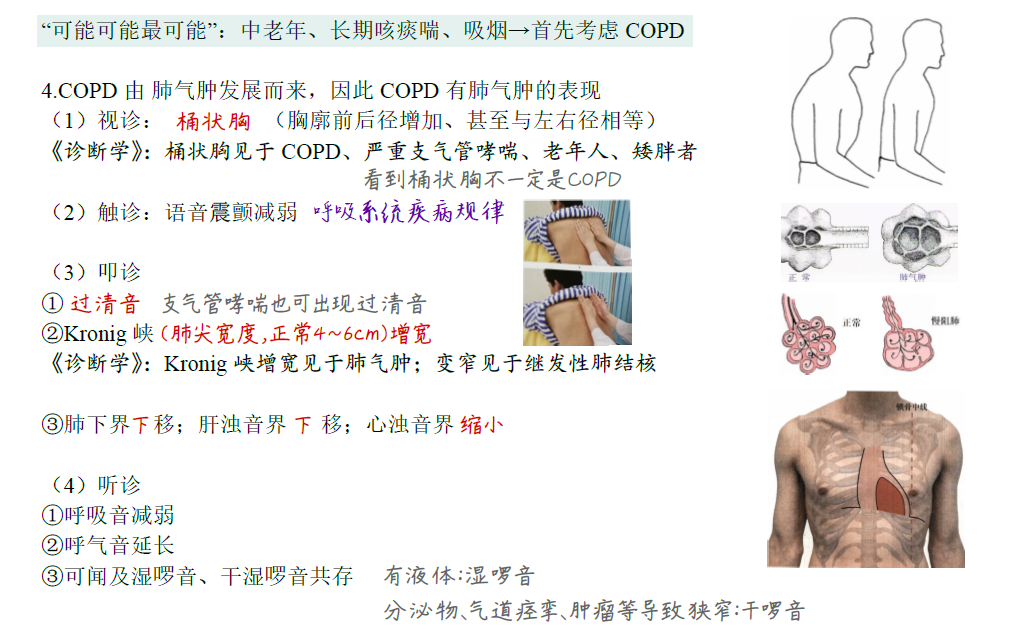 “可能可能最可能”：中老年、长期咳痰喘、吸烟→首先考虑 COPD
4.COPD 由 肺气肿发展而来，因此 COPD 有肺气肿的表现
（1）视诊： 桶状胸 （胸廓前后径增加、甚至与左右径相等）
《诊断学》：桶状胸见于 COPD、严重支气管哮喘、老年人、矮胖者
看到桶状胸不一定是COPD
（2）触诊：语音震颤减弱 呼吸系统疾病规律
（3）叩诊
①过清音 支气管哮喘也可出现过清音
②Kronig 峡(肺尖宽度,正常4~6cm)增宽
《诊断学》：Kronig 峡增宽见于肺气肿；变窄见于继发性肺结核
③肺下界下移；肝浊音界 下 移；心浊音界 缩小
（4）听诊
①呼吸音减弱
②呼气音延长
③可闻及湿啰音、干湿啰音共存 有液体:湿啰音
分泌物、气道痉挛、肿瘤等导致狭窄:干啰音
正常 肺气肿
正常 慢阻肺
锁骨中线